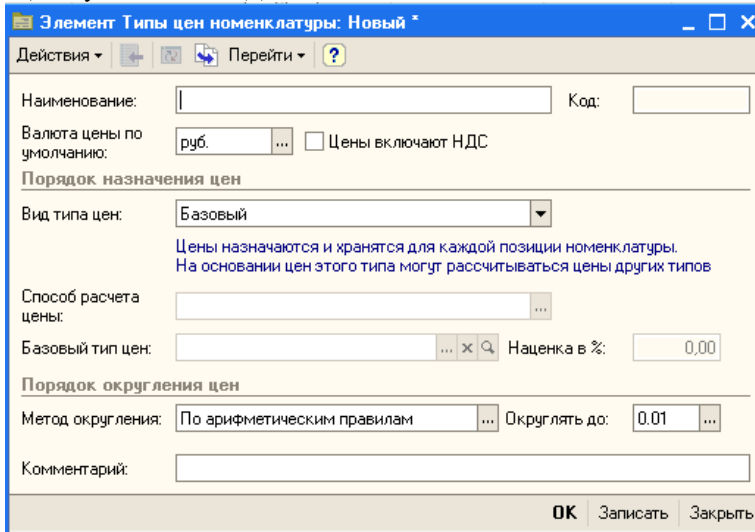 Элемент Типы цен номенклатуры: Новый *
Действия Перейти ?
Наименование: Код:
Валюта цены по умолчанию: руб. ... Цены включают НДС
Порядок назначения цен
Вид типа цен: Базовый
Цены назначаются и хранятся для каждой позиции номенклатуры.
На основании цен этого типа могут рассчитываться цены других типов
Способ расчета цены: ...
Базовый тип цен: ... x Наценка в %: 0,00
Порядок округления цен
Метод округления: По арифметическим правилам ... Округлять до: 0.01 ...
Комментарий:
OK Записать Закрыть